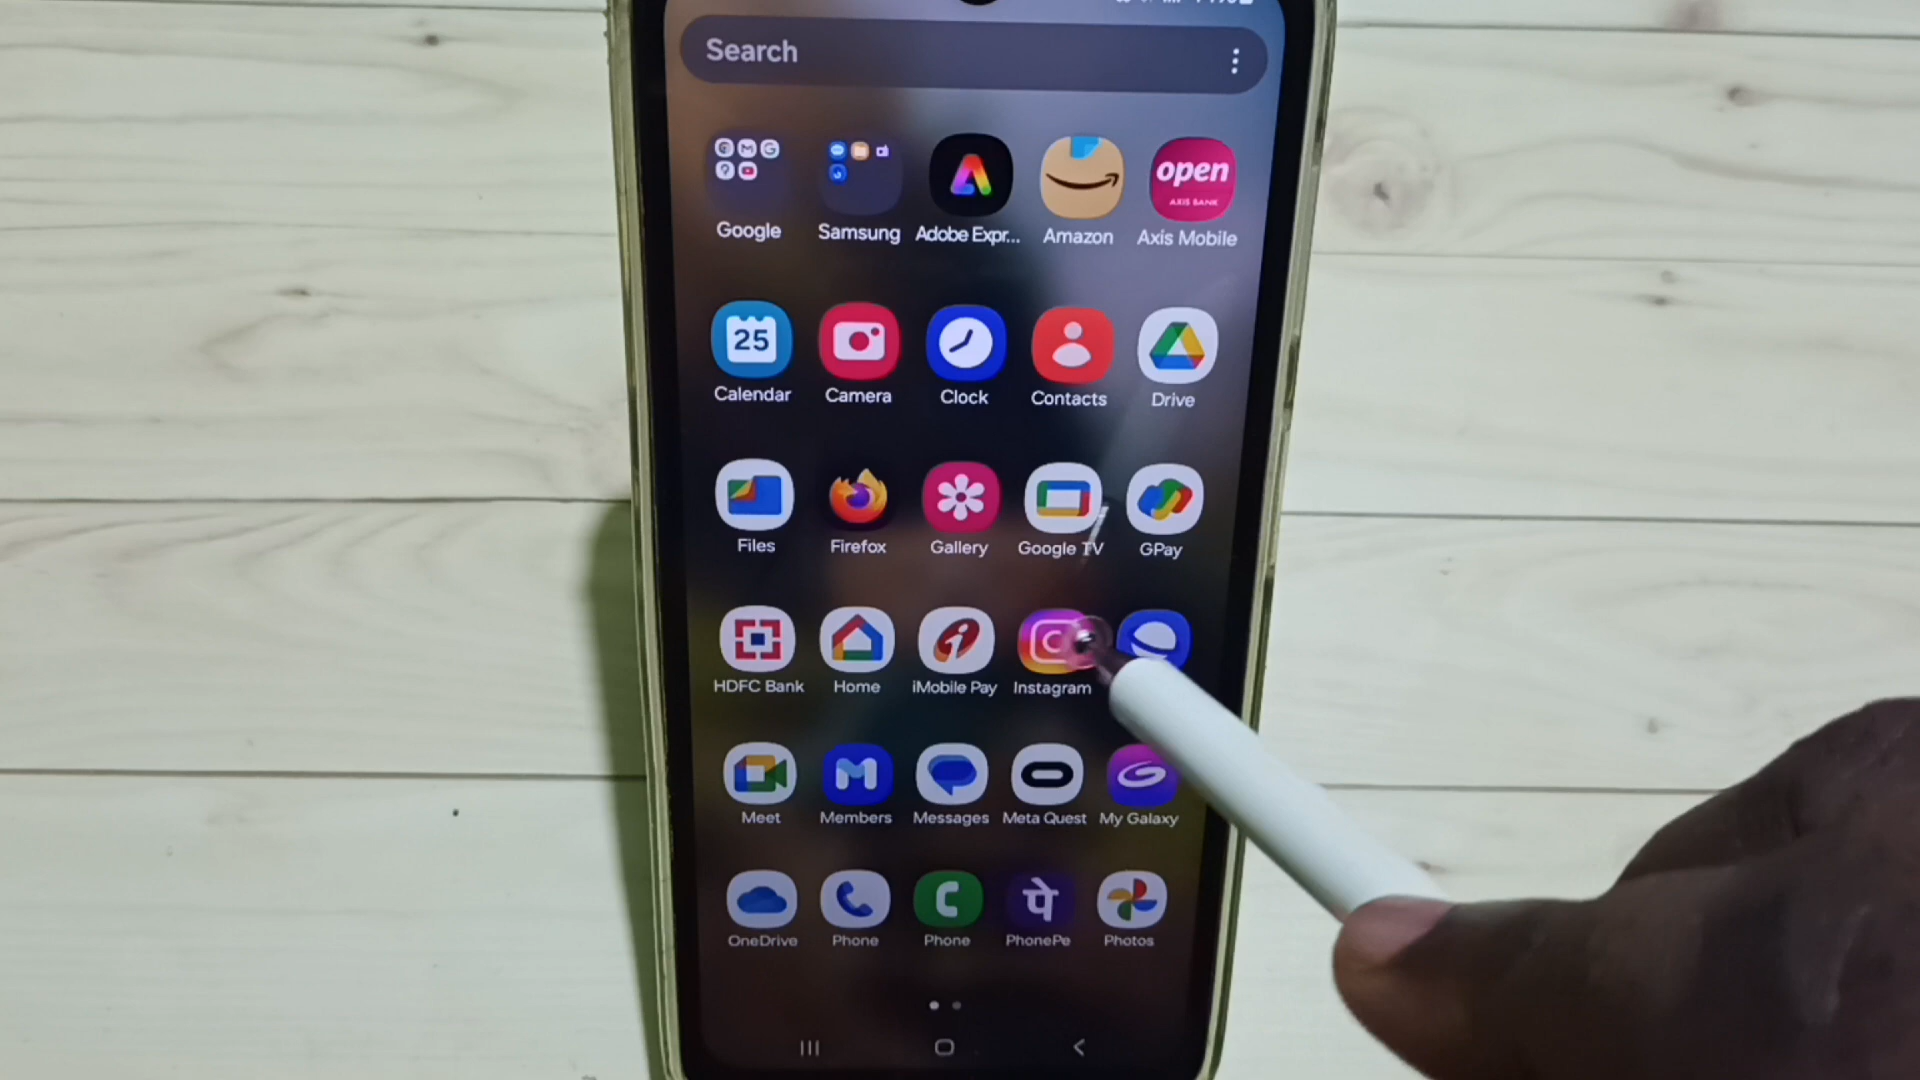 Search
open
AXIS BANK
Google Samsung Adobe Expr... Amazon Axis Mobile
25
Calendar Camera Clock Contacts Drive
Files Firefox Gallery Google TV GPay
HDFC Bank Home iMobile Pay Instagram
Meet Members Messages Meta Quest My Galaxy
पे
OneDrive Phone Phone PhonePe Photos